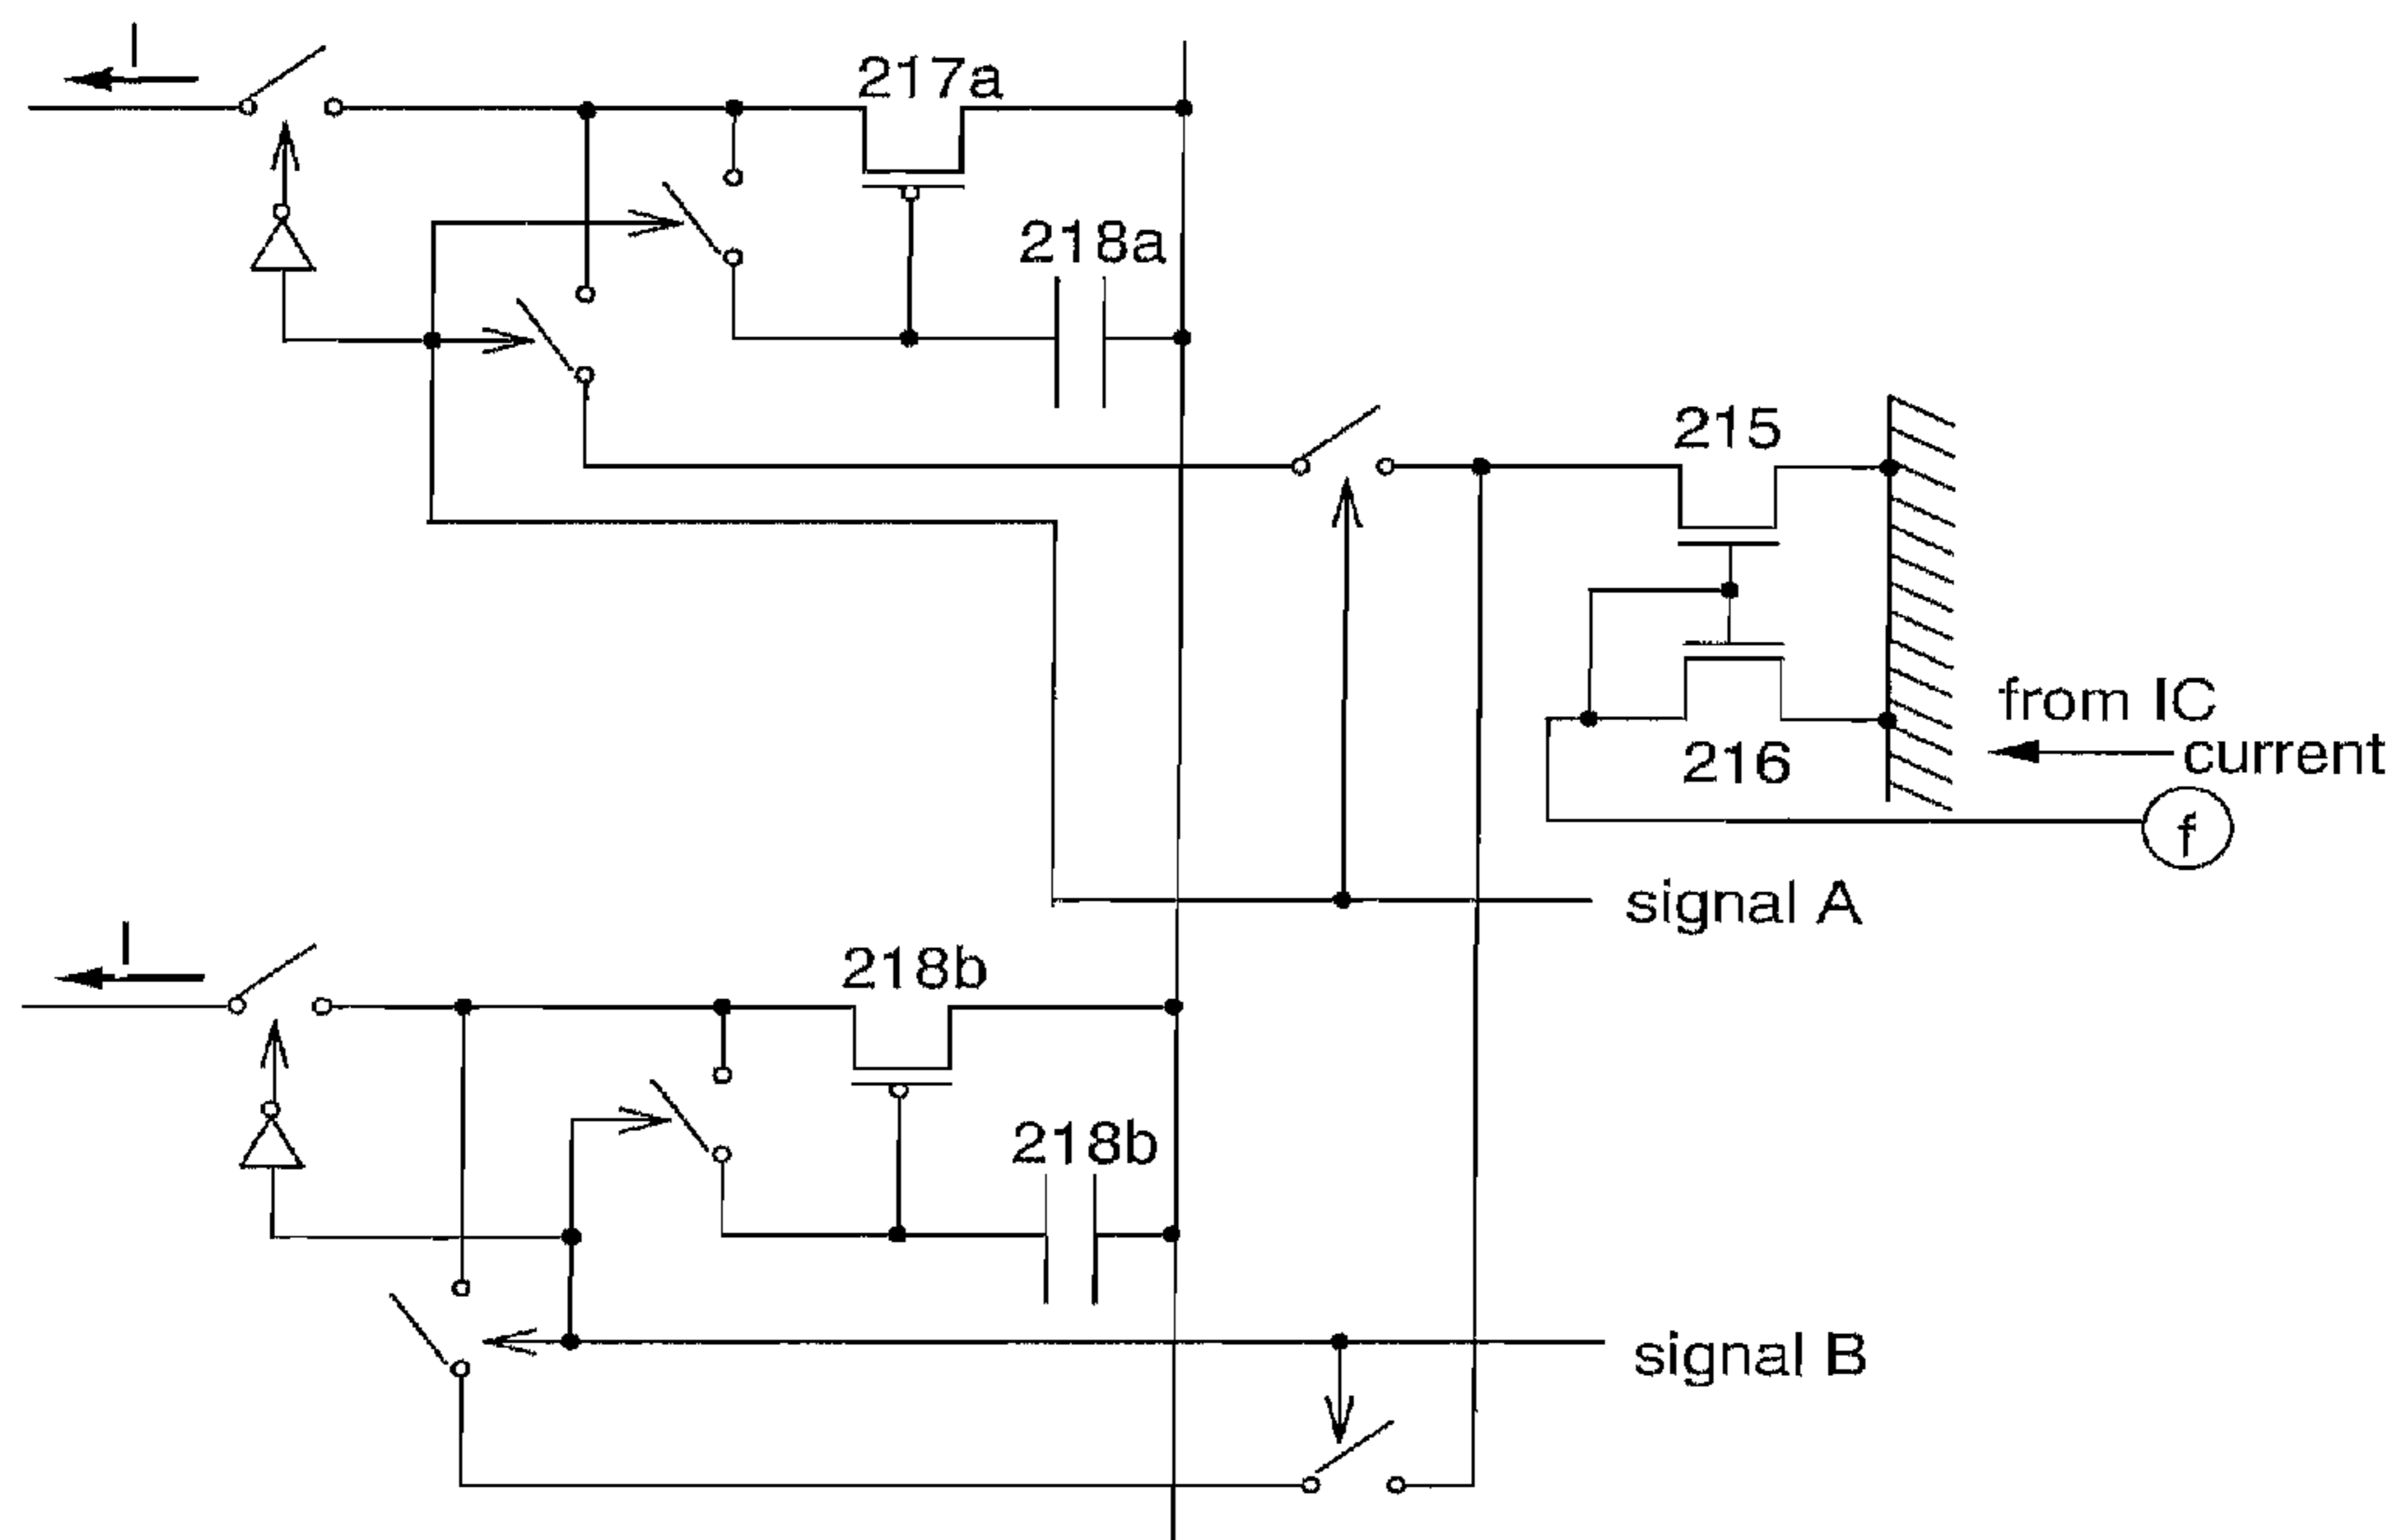 I
217a
218a
215
216
from IC
current
f
signal A
I
218b
218b
signal B